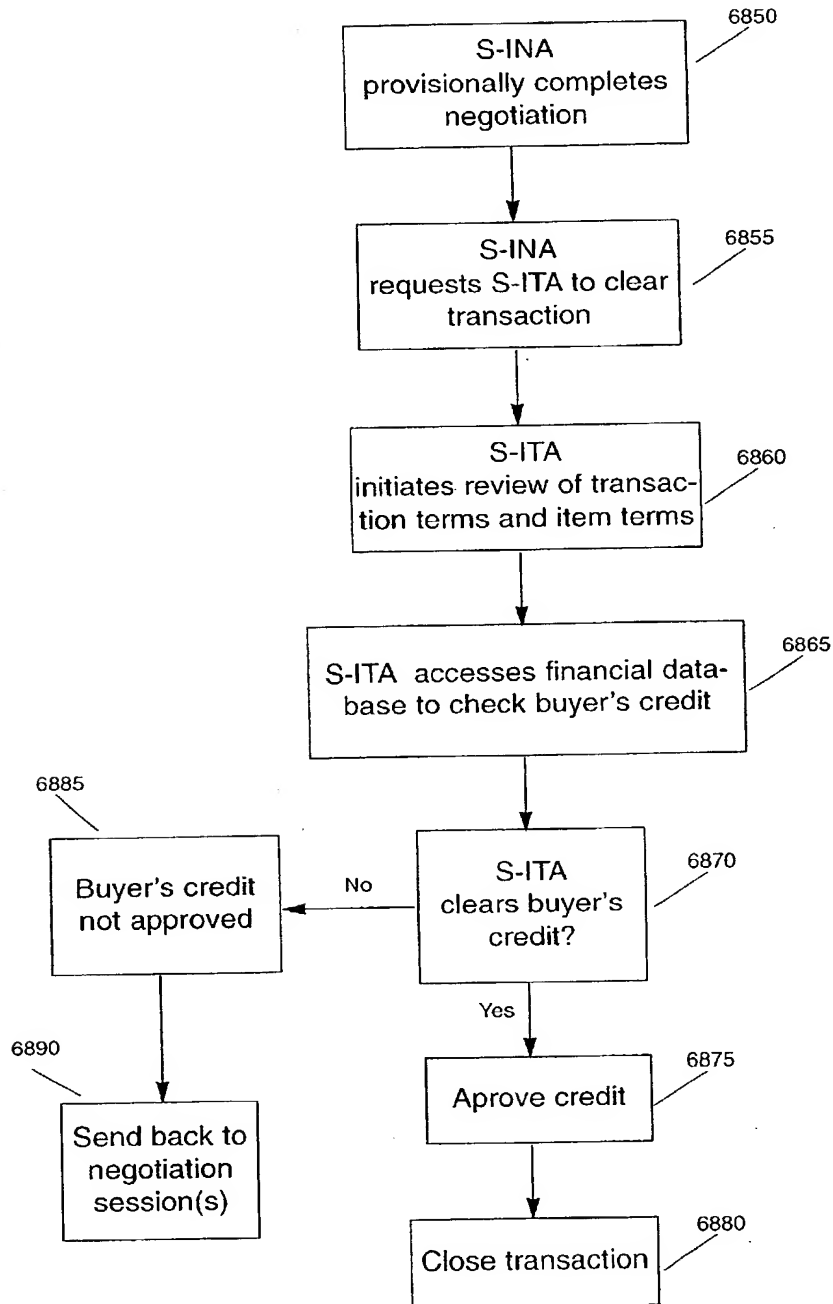 6850
S-INA
provisionally completes
negotiation
6855
S-INA
requests S-ITA to clear
transaction
6860
S-ITA
initiates review of transac-
tion terms and item terms
6865
S-ITA accesses financial data-
base to check buyer's credit
6885
Buyer's credit
not approved
No
6870
S-ITA
clears buyer's
credit?
Yes
6890
Send back to
negotiation
session(s)
6875
Aprove credit
6880
Close transaction